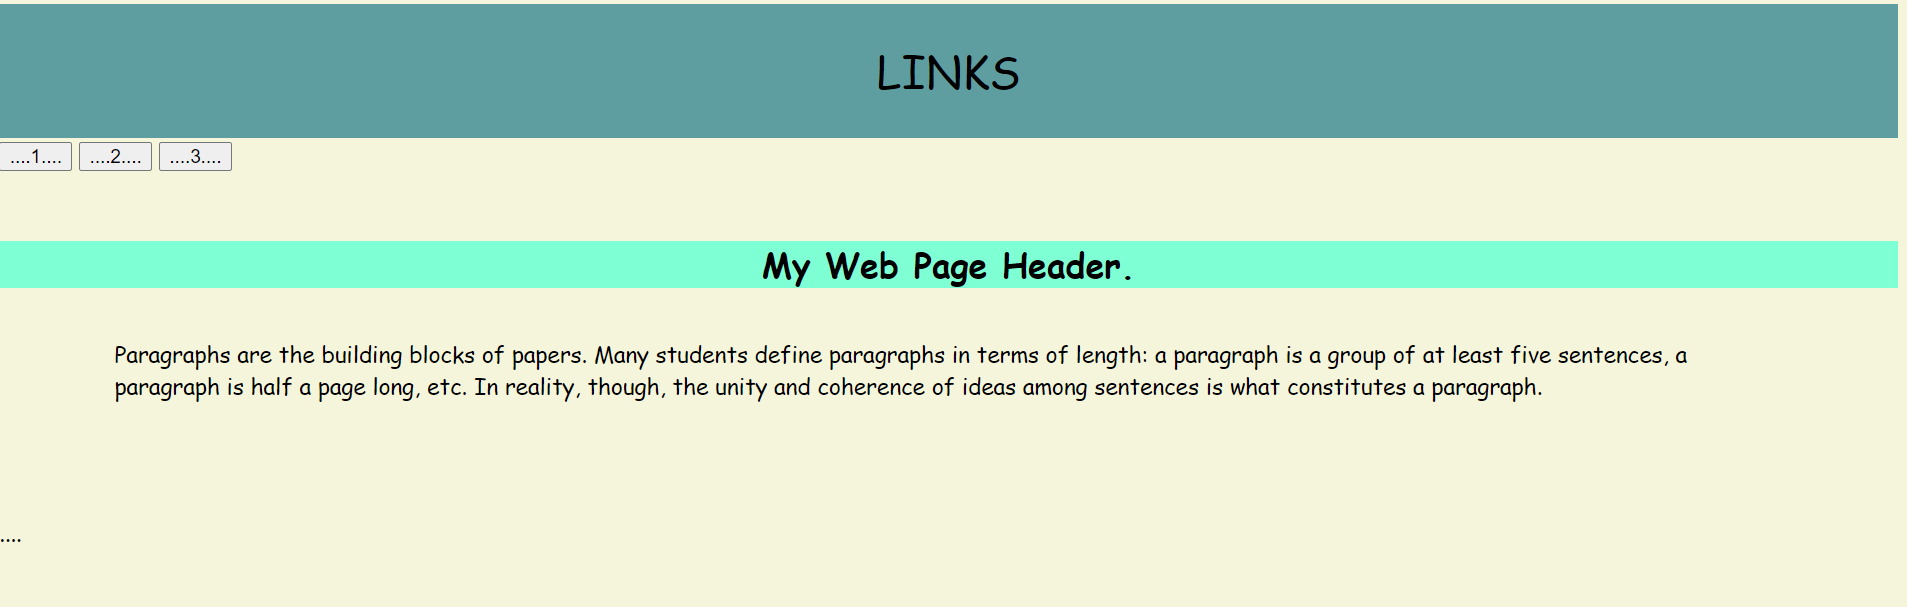 LINKS
....1.... ....2.... ....3....
My Web Page Header.
Paragraphs are the building blocks of papers. Many students define paragraphs in terms of length: a paragraph is a group of at least five sentences, a
paragraph is half a page long, etc. In reality, though, the unity and coherence of ideas among sentences is what constitutes a paragraph.
....